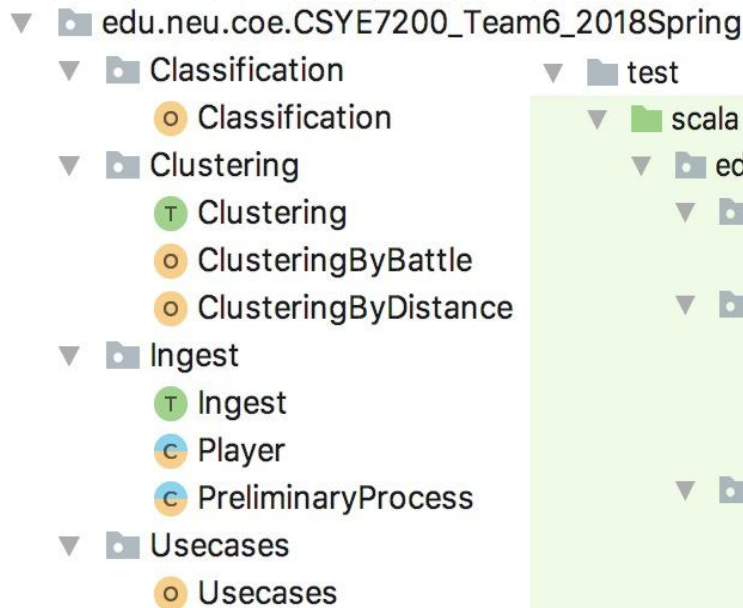 edu.neu.coe.CSYE7200_Team6_2018Spring
Classification
O Classification
Clustering
T Clustering
O ClusteringByBattle
O ClusteringByDistance
Ingest
T Ingest
C Player
C PreliminaryProcess
Usecases
O Usecases
test
scala